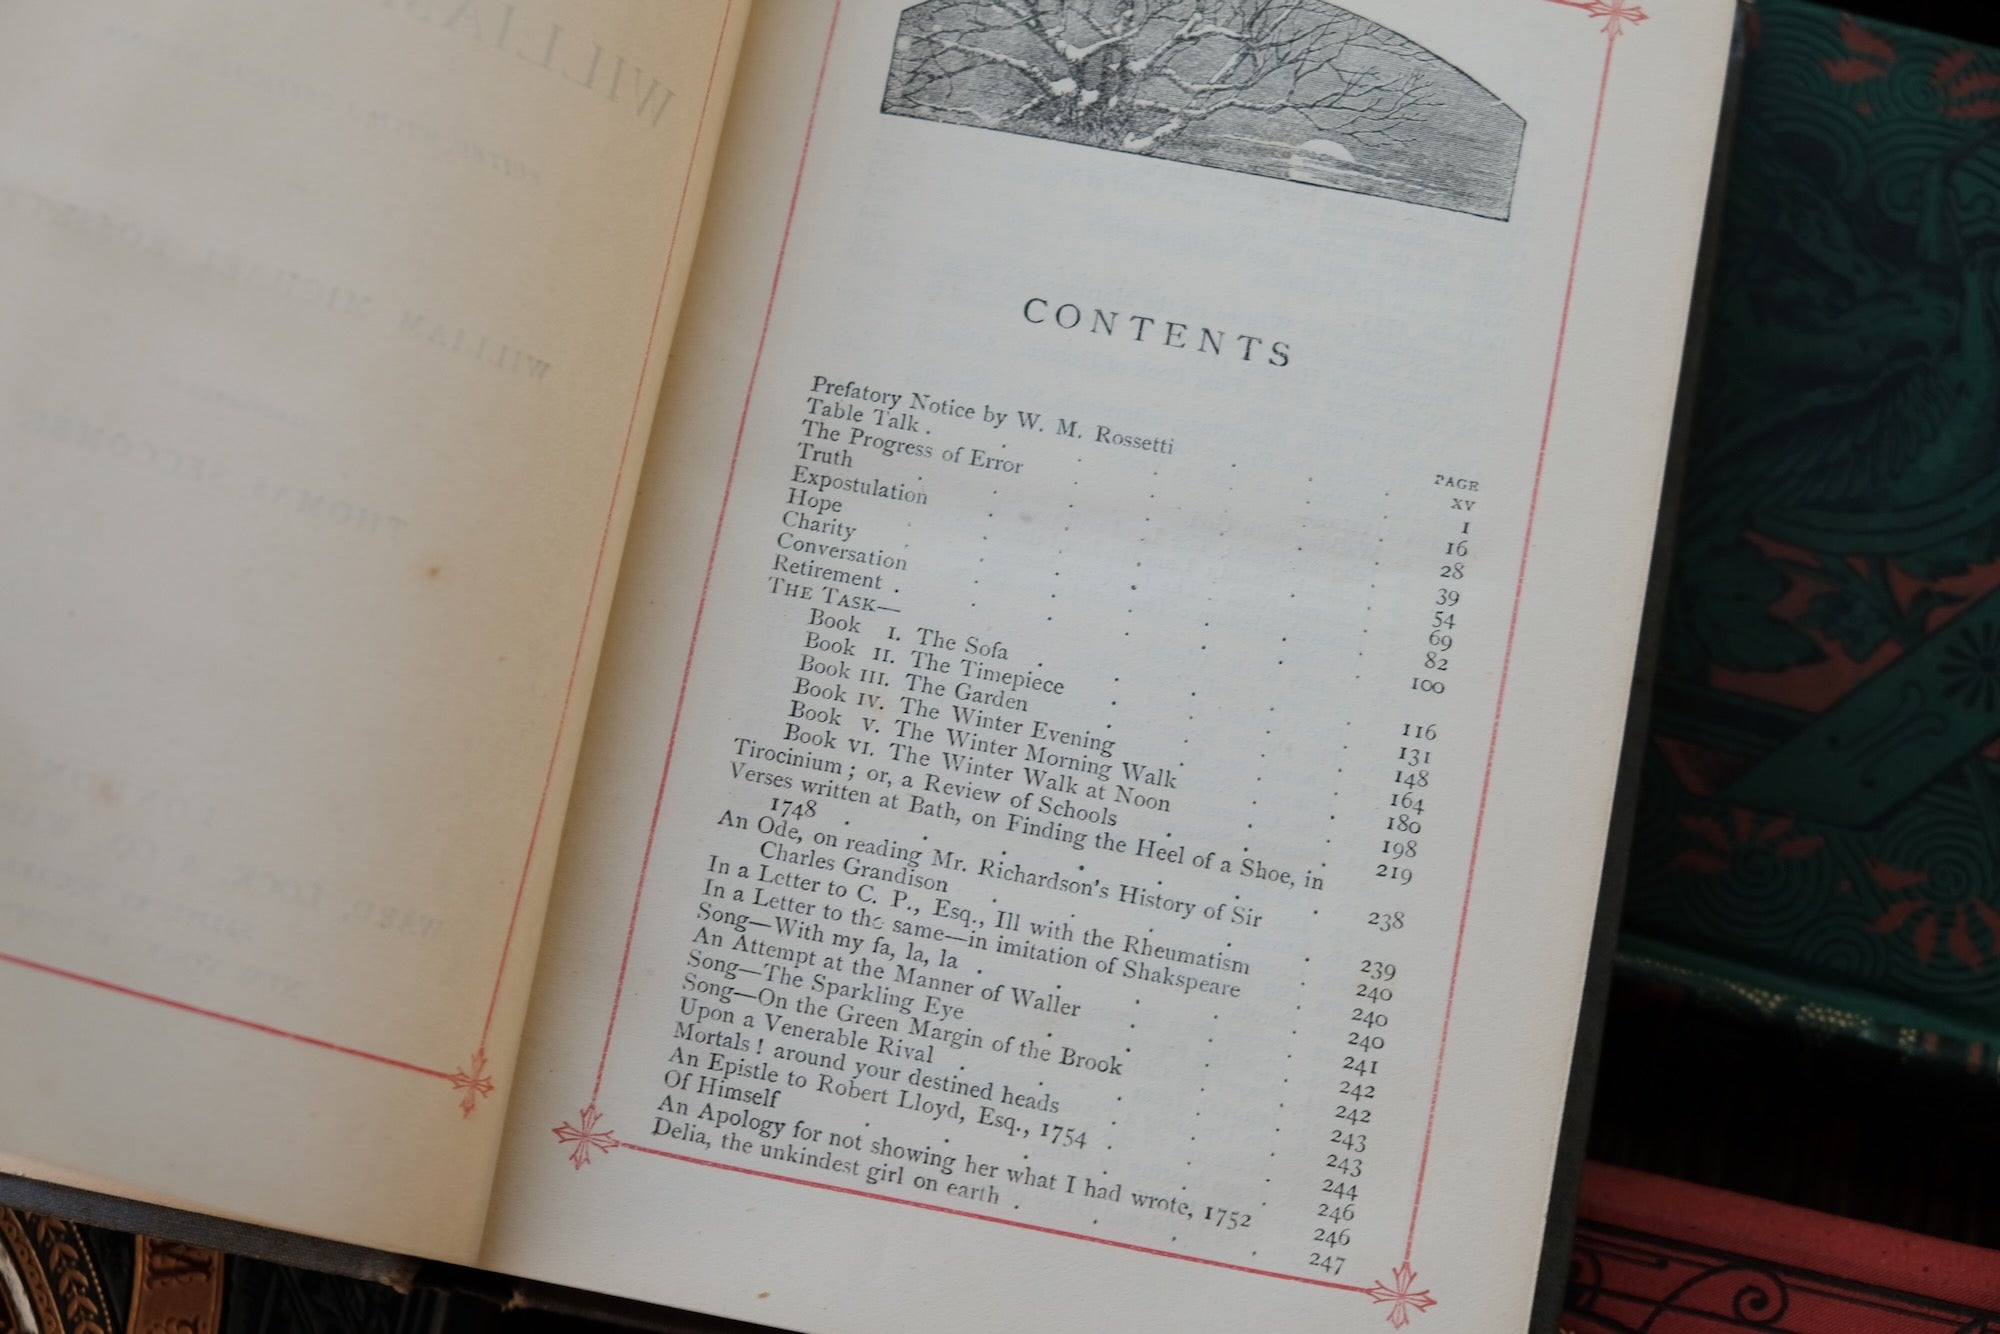 CONTENTS
PAGE
Prefatory Notice by W. M. Rossetti xv
Table Talk . 1
The Progress of Error 16
Truth 28
Expostulation 39
Hope 54
Charity 69
Conversation 82
Retirement . 100
THE TASK—
Book I. The Sofa . 116
Book II. The Timepiece 131
Book III. The Garden 148
Book IV. The Winter Evening 164
Book V. The Winter Morning Walk 180
Book VI. The Winter Walk at Noon 198
Tirocinium ; or, a Review of Schools 219
Verses written at Bath, on Finding the Heel of a Shoe, in
1748 . 238
An Ode, on reading Mr. Richardson's History of Sir
Charles Grandison 239
In a Letter to C. P., Esq., Ill with the Rheumatism 240
In a Letter to the same—in imitation of Shakspeare 240
Song—With my fa, la, la . 240
An Attempt at the Manner of Waller 241
Song—The Sparkling Eye 242
Song—On the Green Margin of the Brook 242
Upon a Venerable Rival 243
Mortals ! around your destined heads 243
An Epistle to Robert Lloyd, Esq., 1754 . 244
Of Himself 246
An Apology for not showing her what I had wrote, 1752 246
Delia, the unkindest girl on earth . 247